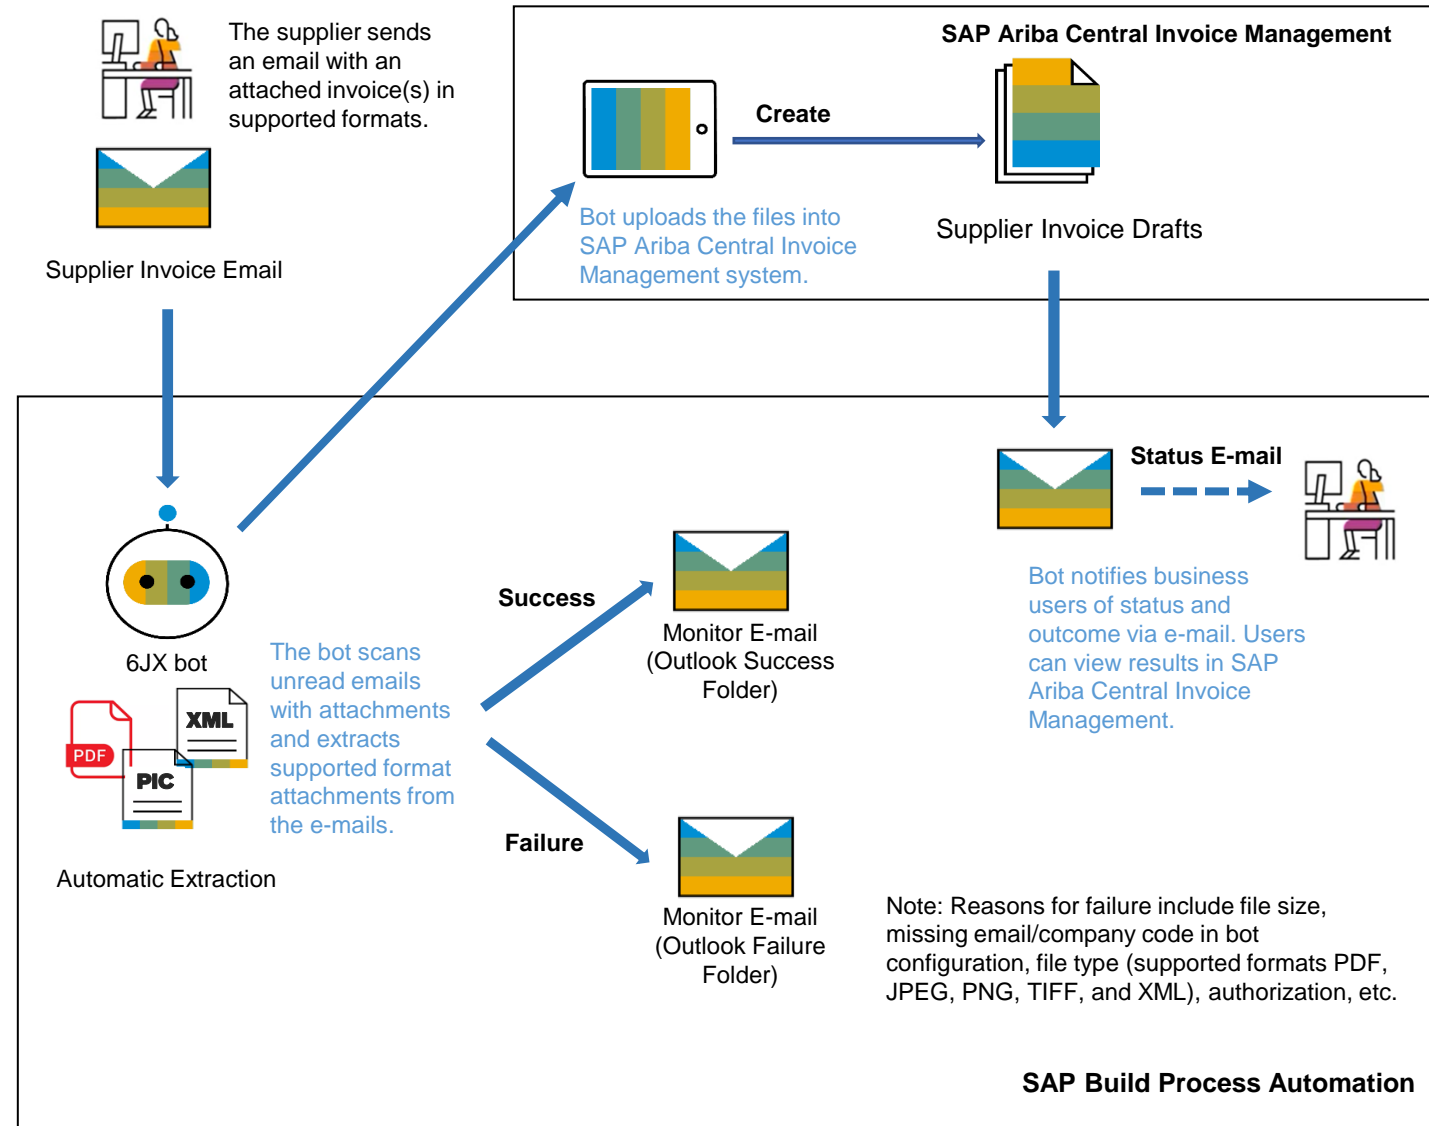 The supplier sends
an email with an
attached invoice(s) in
supported formats.
Supplier Invoice Email
SAP Ariba Central Invoice Management
Create
Bot uploads the files into
SAP Ariba Central Invoice
Management system.
Supplier Invoice Drafts
6JX bot
PDF
XML
PIC
Automatic Extraction
The bot scans
unread emails
with attachments
and extracts
supported format
attachments from
the e-mails.
Success
Monitor E-mail
(Outlook Success
Folder)
Failure
Monitor E-mail
(Outlook Failure
Folder)
Status E-mail
Bot notifies business
users of status and
outcome via e-mail. Users
can view results in SAP
Ariba Central Invoice
Management.
Note: Reasons for failure include file size,
missing email/company code in bot
configuration, file type (supported formats PDF,
JPEG, PNG, TIFF, and XML), authorization, etc.
SAP Build Process Automation